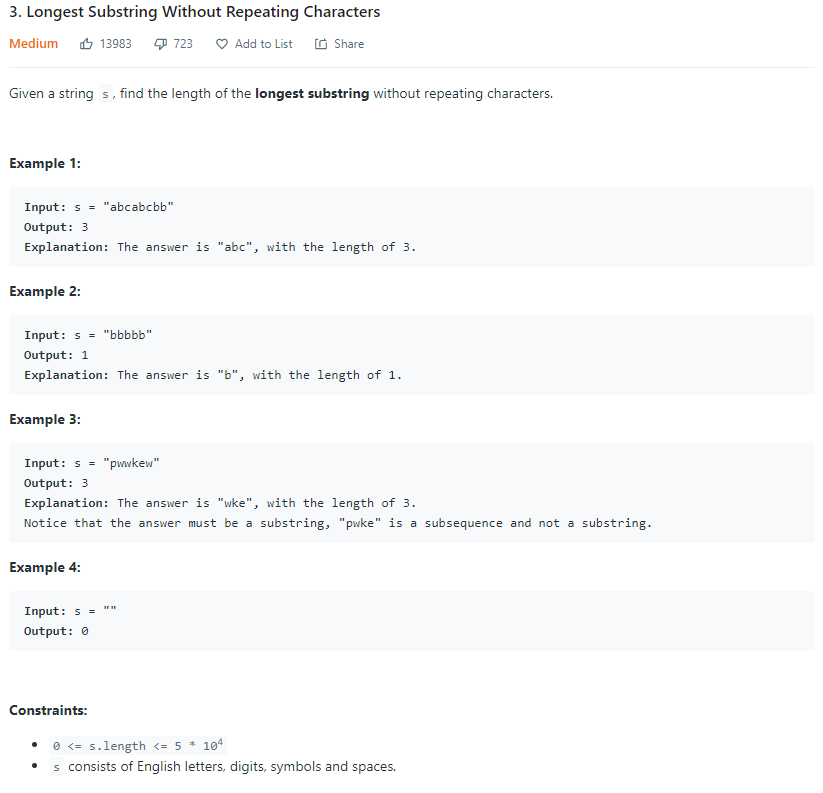 3. Longest Substring Without Repeating Characters
Medium 13983 723 Add to List Share
Given a string s, find the length of the longest substring without repeating characters.
Example 1:
Input: s = "abcabcbb"
Output: 3
Explanation: The answer is "abc", with the length of 3.
Example 2:
Input: s = "bbbbb"
Output: 1
Explanation: The answer is "b", with the length of 1.
Example 3:
Input: s = "pwwkew"
Output: 3
Explanation: The answer is "wke", with the length of 3.
Notice that the answer must be a substring, "pwke" is a subsequence and not a substring.
Example 4:
Input: s = ""
Output: 0
Constraints:
• 0 <= s.length <= 5 * 10⁴
• s consists of English letters, digits, symbols and spaces.